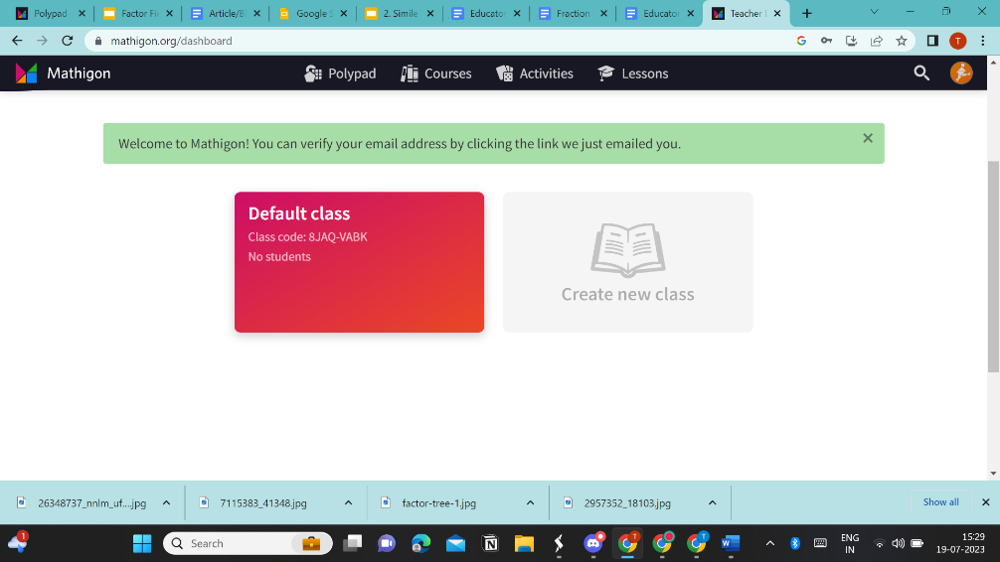 Polypad
Factor Fi
Article/B
Google S
2. Simile
Educator
Fraction
Educator
Teacher
mathigon.org/dashboard
G
T
Mathigon
Polypad
Courses
Activities
Lessons
Welcome to Mathigon! You can verify your email address by clicking the link we just emailed you.
Default class
Class code: 8JAQ-VABK
No students
Create new class
26348737_nnlm_uf....jpg
7115383_41348.jpg
factor-tree-1.jpg
2957352_18103.jpg
Show all
1
Search
ENG
IN
15:29
19-07-2023